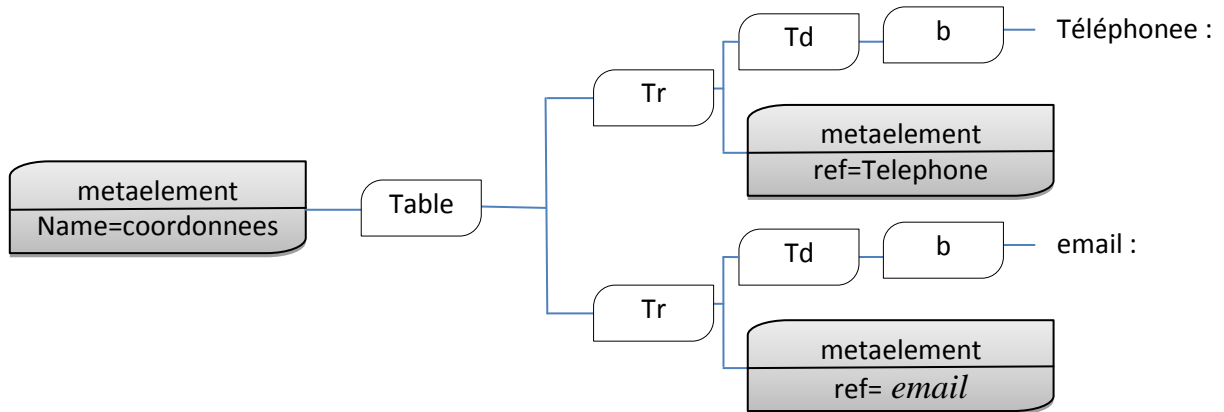 Td
b
Téléphonee :
Tr
metaelement
ref=Telephone
metaelement
Name=coordonnees
Table
Td
b
email :
Tr
metaelement
ref= email